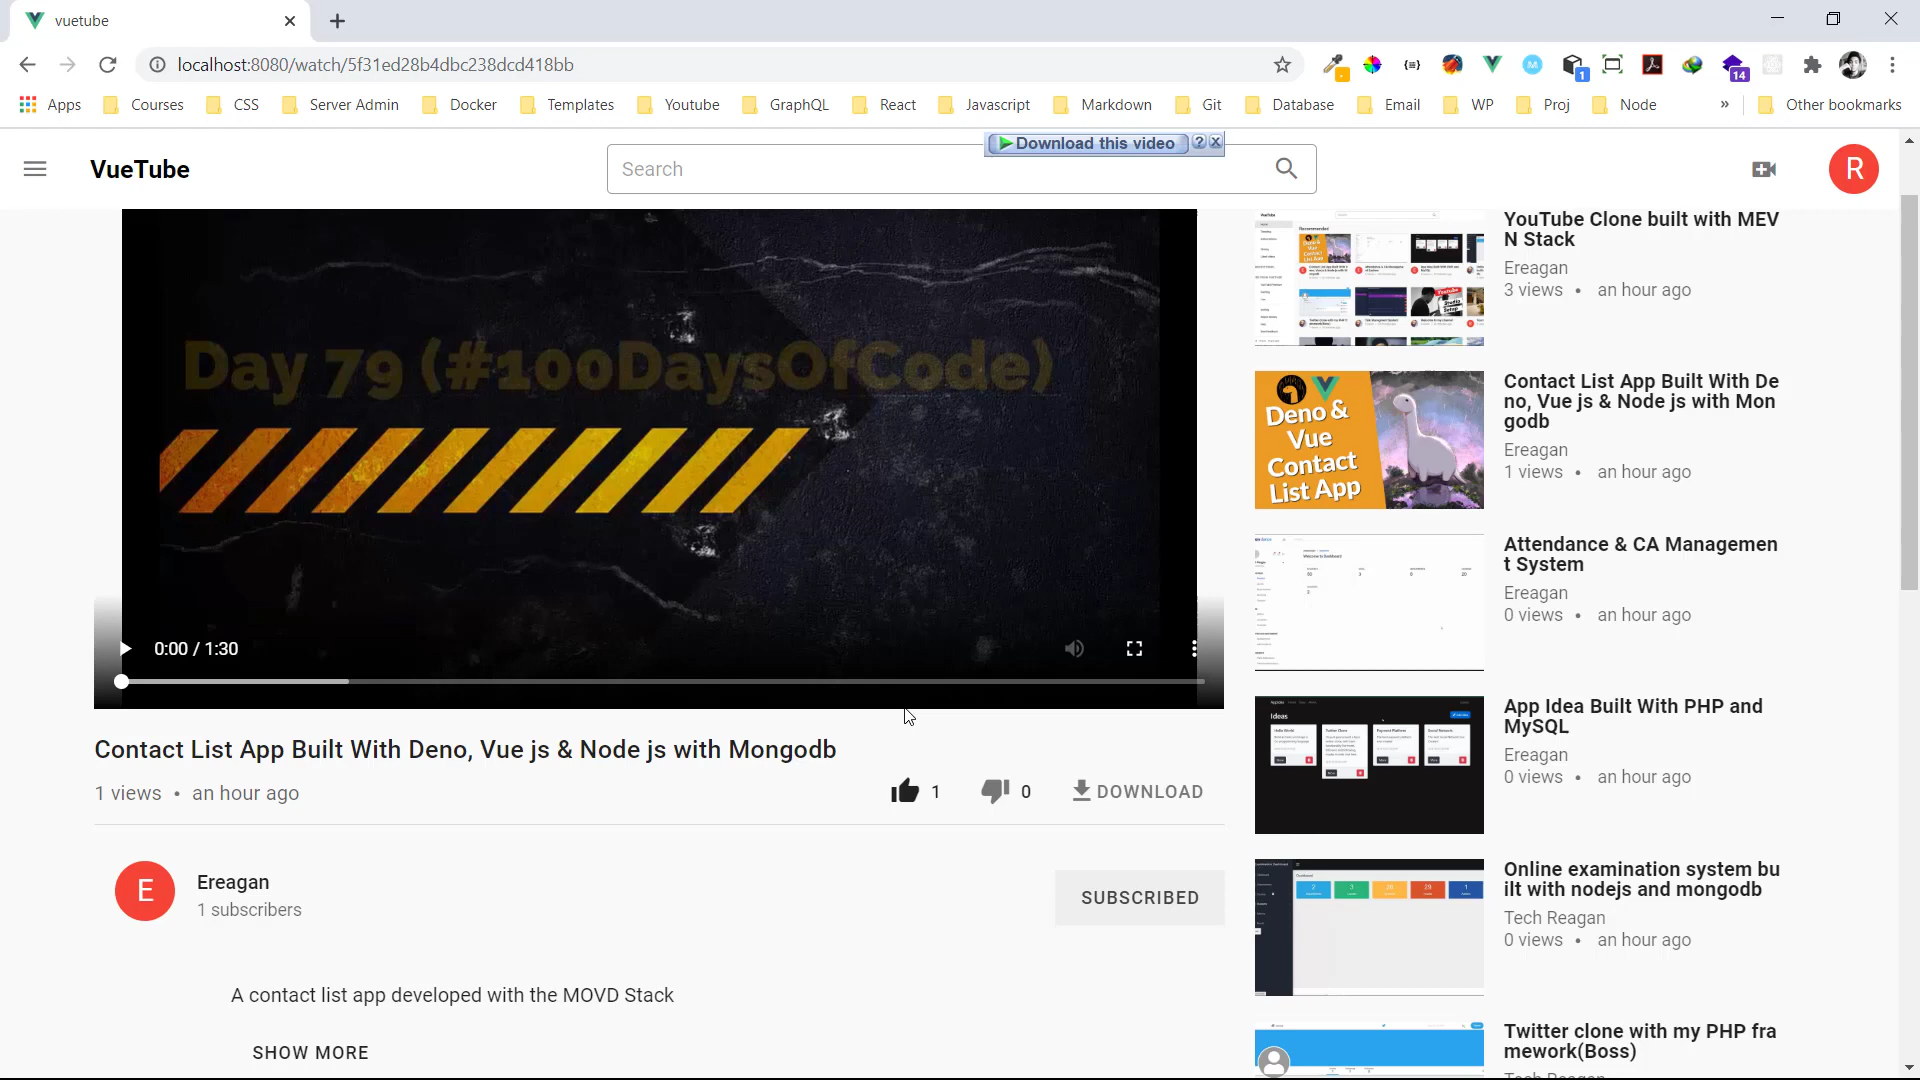 vuetube
localhost:8080/watch/5f31ed28b4dbc238dcd418bb
1
14
Apps Courses CSS Server Admin Docker Templates Youtube GraphQL React Javascript Markdown Git Database Email WP Proj Node » Other bookmarks
Download this video ? X
VueTube
Search
R
Day 79 (#100DaysOfCode)
0:00 / 1:30
Contact List App Built With Deno, Vue js & Node js with Mongodb
1 views • an hour ago
1 0 DOWNLOAD
E
Ereagan
1 subscribers
SUBSCRIBED
A contact list app developed with the MOVD Stack
SHOW MORE
YouTube Clone built with MEV
N Stack
Ereagan
3 views • an hour ago
Deno &
Vue
Contact
List App
Contact List App Built With De
no, Vue js & Node js with Mon
godb
Ereagan
1 views • an hour ago
Attendance & CA Managemen
t System
Ereagan
0 views • an hour ago
Ideas
App Idea Built With PHP and
MySQL
Ereagan
0 views • an hour ago
Online examination system bu
ilt with nodejs and mongodb
Tech Reagan
0 views • an hour ago
Twitter clone with my PHP fra
mework(Boss)
Tech Reagan